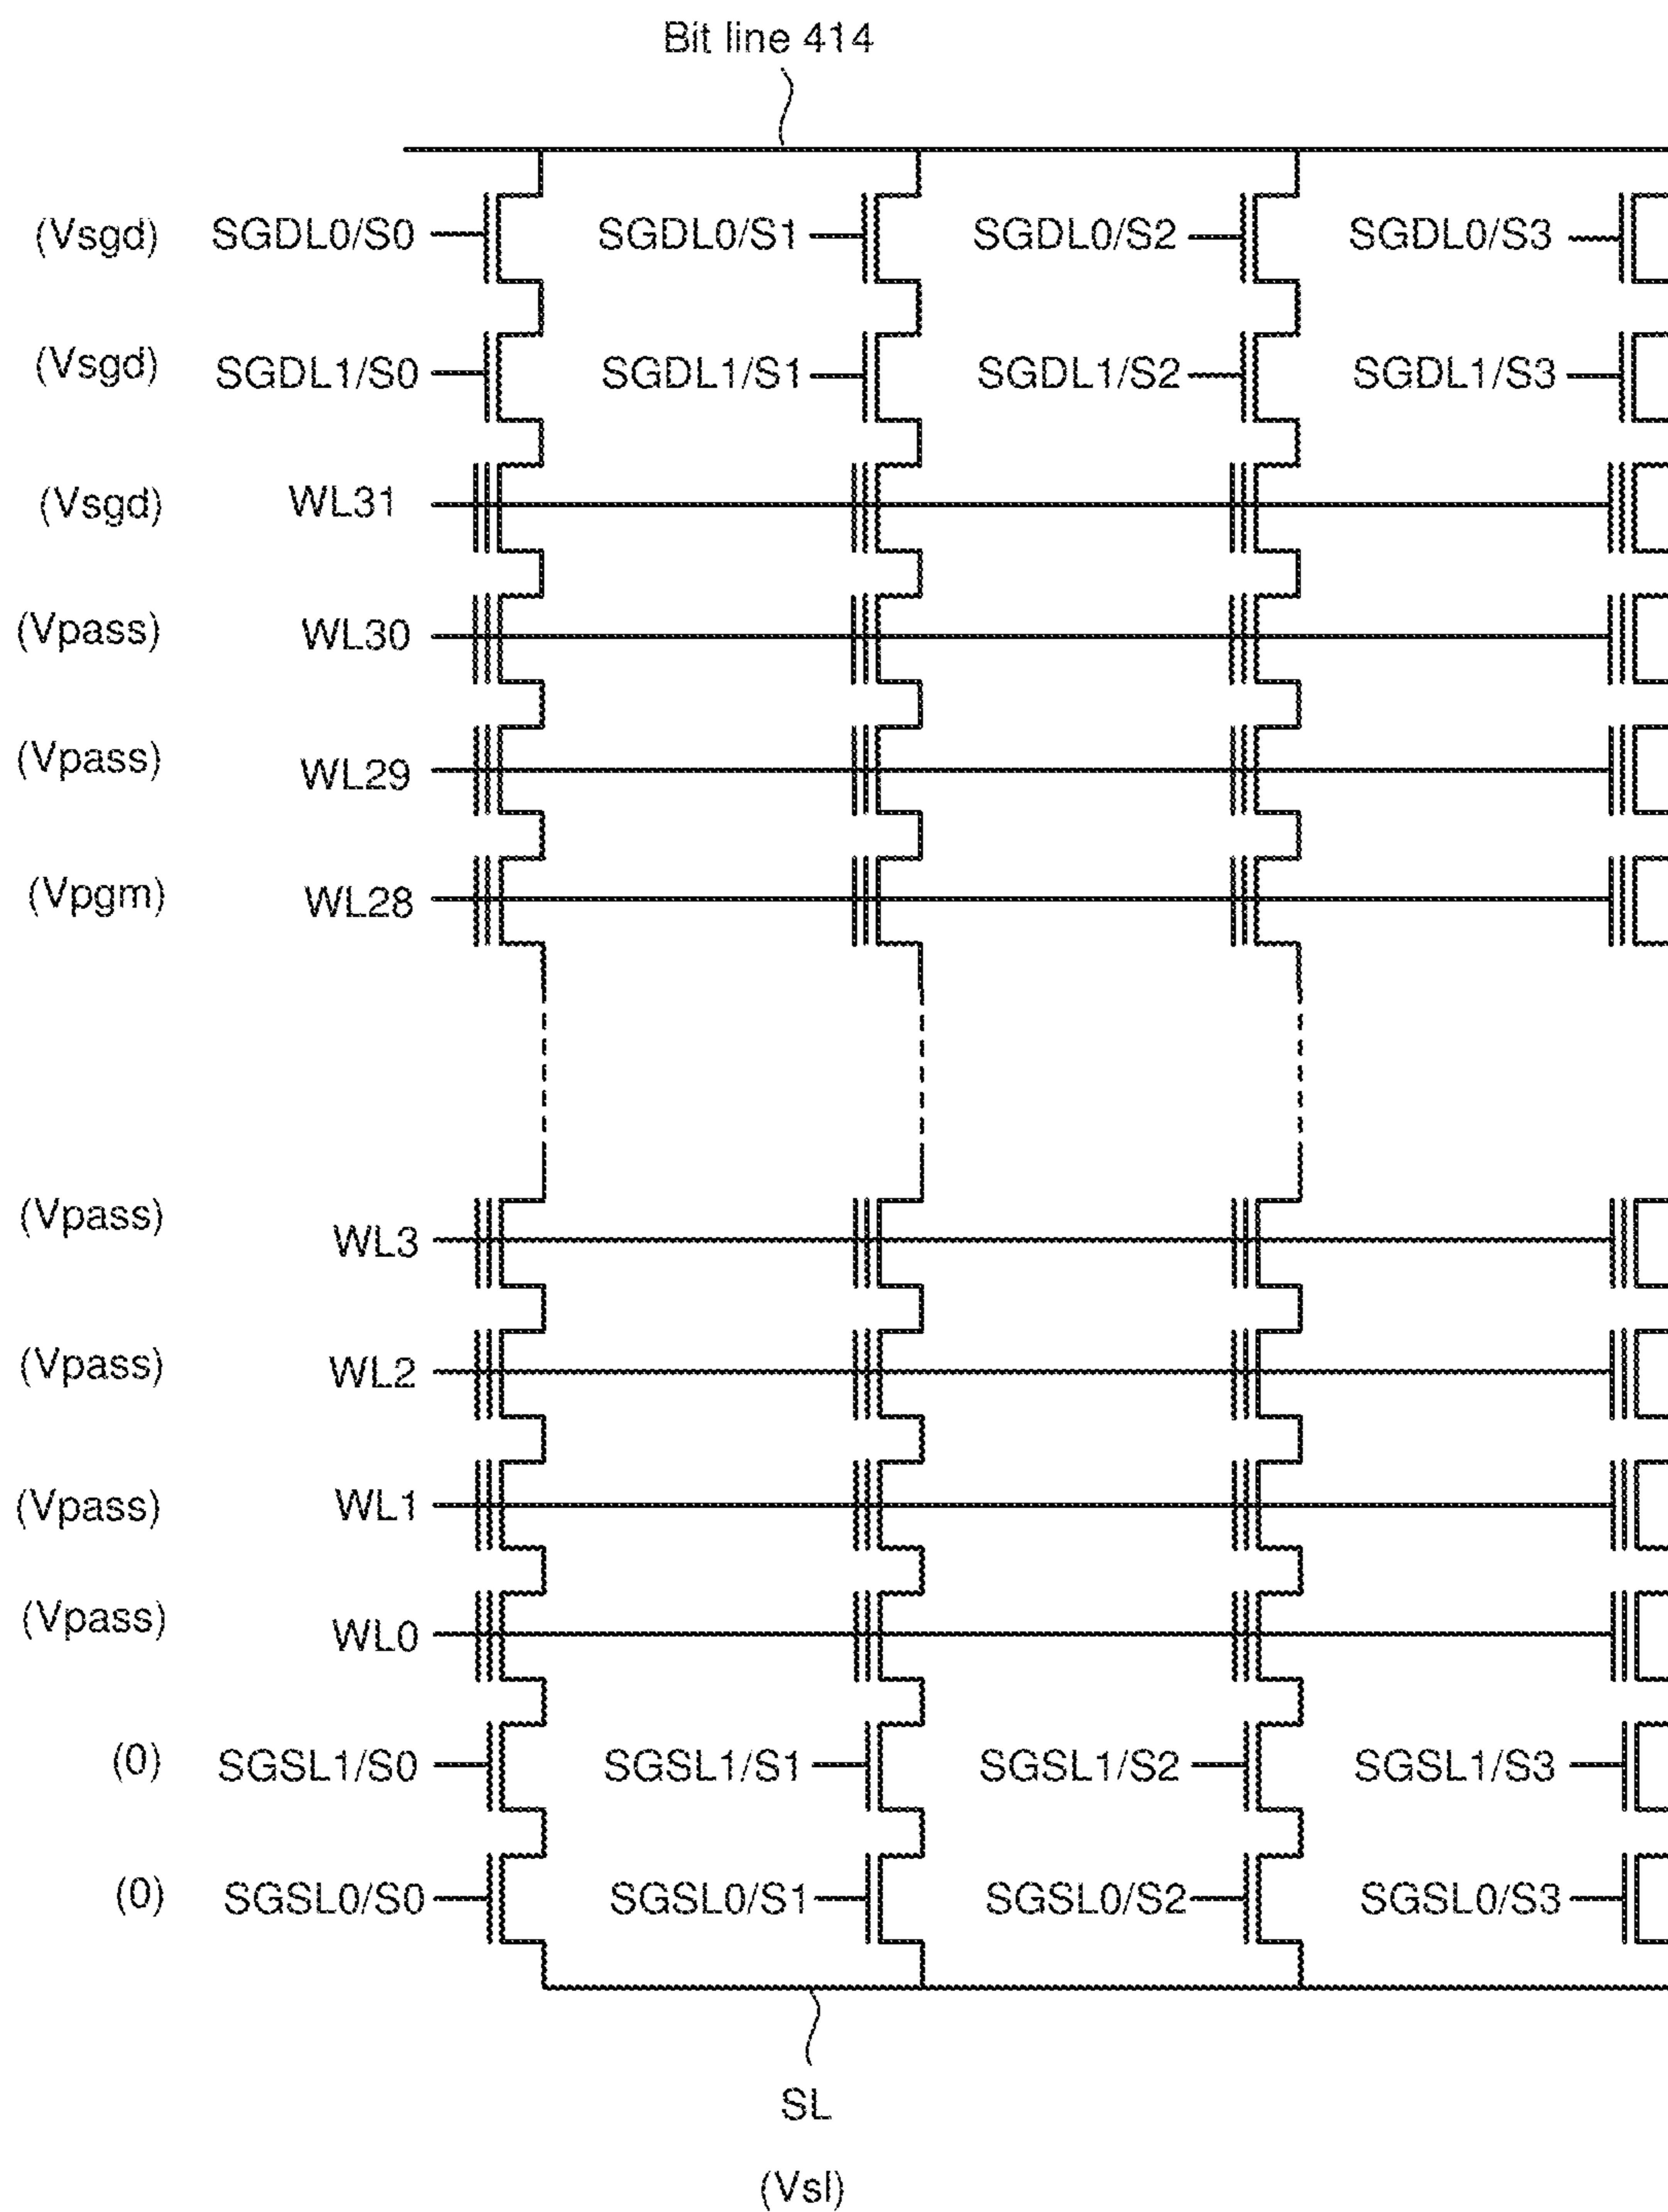 Bit line 414
(Vsgd) SGDL0/S0 SGDL0/S1 SGDL0/S2 SGDL0/S3
(Vsgd) SGDL1/S0 SGDL1/S1 SGDL1/S2 SGDL1/S3
(Vsgd) WL31
(Vpass) WL30
(Vpass) WL29
(Vpgm) WL28
(Vpass) WL3
(Vpass) WL2
(Vpass) WL1
(Vpass) WL0
(0) SGSL1/S0 SGSL1/S1 SGSL1/S2 SGSL1/S3
(0) SGSL0/S0 SGSL0/S1 SGSL0/S2 SGSL0/S3
SL
(Vsl)